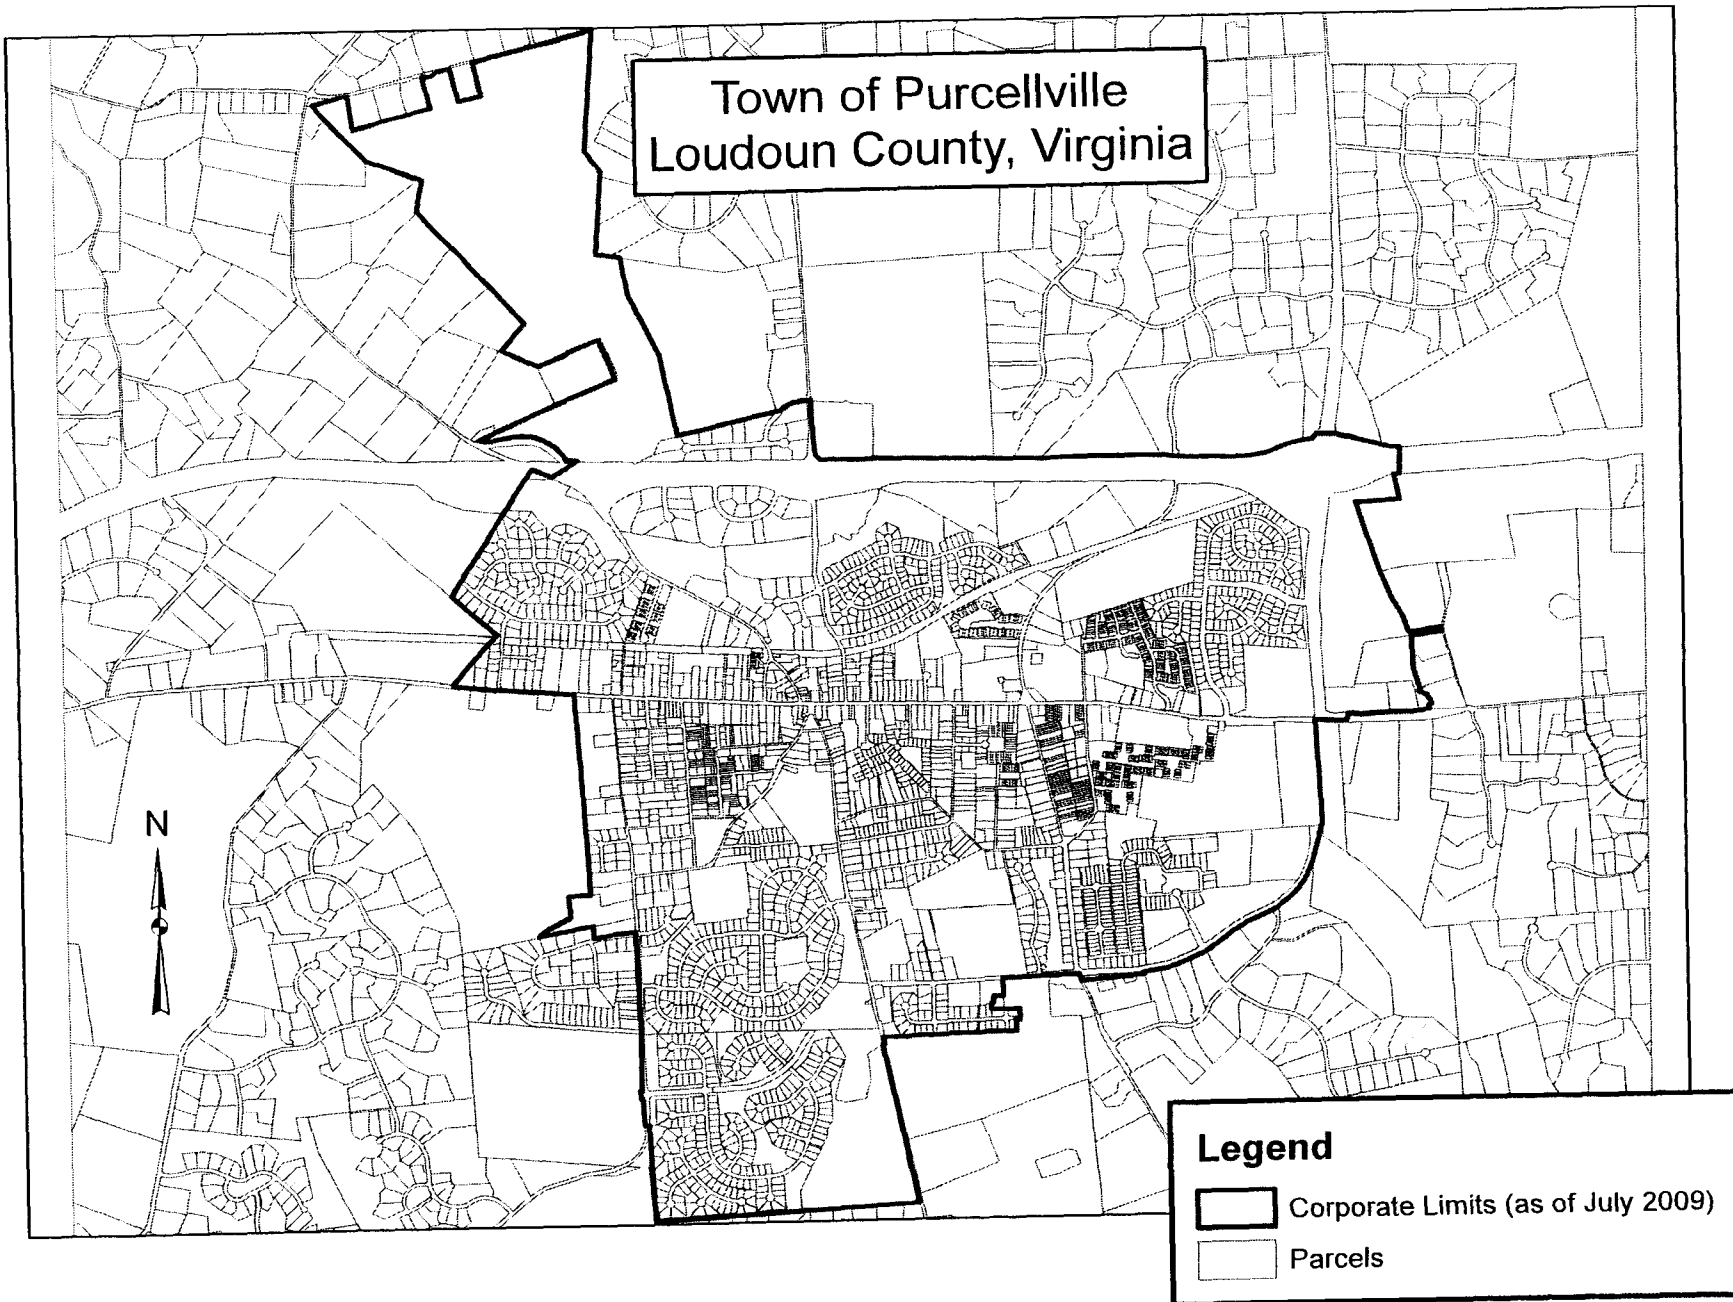 Town of Purcellville
Loudoun County, Virginia
N
Legend
Corporate Limits (as of July 2009)
Parcels